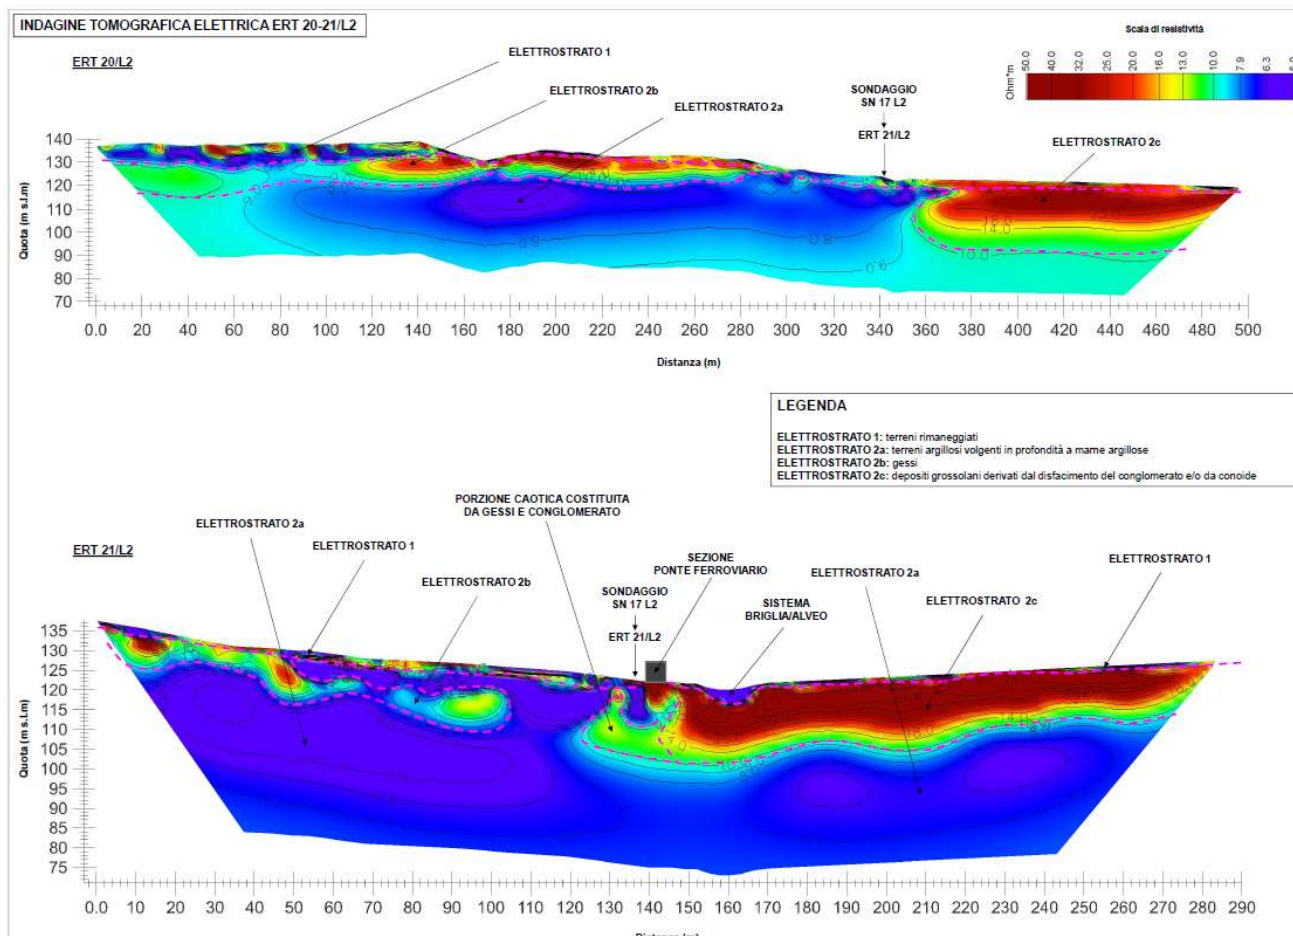 INDAGINE TOMOGRAFICA ELETTRICA ERT 20-21/L2
Scala di resistività
Ohm*m
50.0 40.0 32.0 25.0 20.0 16.0 13.0 10.0 7.9 6.3 5.0
ERT 20/L2
ELETTROSTRATO 1
ELETTROSTRATO 2b
ELETTROSTRATO 2a
SONDAGGIO
SN 17 L2
ERT 21/L2
ELETTROSTRATO 2c
Quota (m s.l.m)
140
130
120
110
100
90
80
70
0.0 20 40 60 80 100 120 140 160 180 200 220 240 260 280 300 320 340 360 380 400 420 440 460 480 500
Distanza (m)
LEGENDA
ELETTROSTRATO 1: terreni rimaneggiati
ELETTROSTRATO 2a: terreni argillosi volgenti in profondità a marne argillose
ELETTROSTRATO 2b: gessi
ELETTROSTRATO 2c: depositi grossolani derivati dal disfacimento del conglomerato e/o da conoide
ERT 21/L2
ELETTROSTRATO 2a
ELETTROSTRATO 1
ELETTROSTRATO 2b
PORZIONE CAOTICA COSTITUITA
DA GESSI E CONGLOMERATO
SONDAGGIO
SN 17 L2
ERT 21/L2
SEZIONE
PONTE FERROVIARIO
SISTEMA
BRIGLIA/ALVEO
ELETTROSTRATO 2a
ELETTROSTRATO 2c
ELETTROSTRATO 1
Quota (m s.l.m)
135
130
125
120
115
110
105
100
95
90
85
80
75
0.0 10 20 30 40 50 60 70 80 90 100 110 120 130 140 150 160 170 180 190 200 210 220 230 240 250 260 270 280 290
Distanza (m)